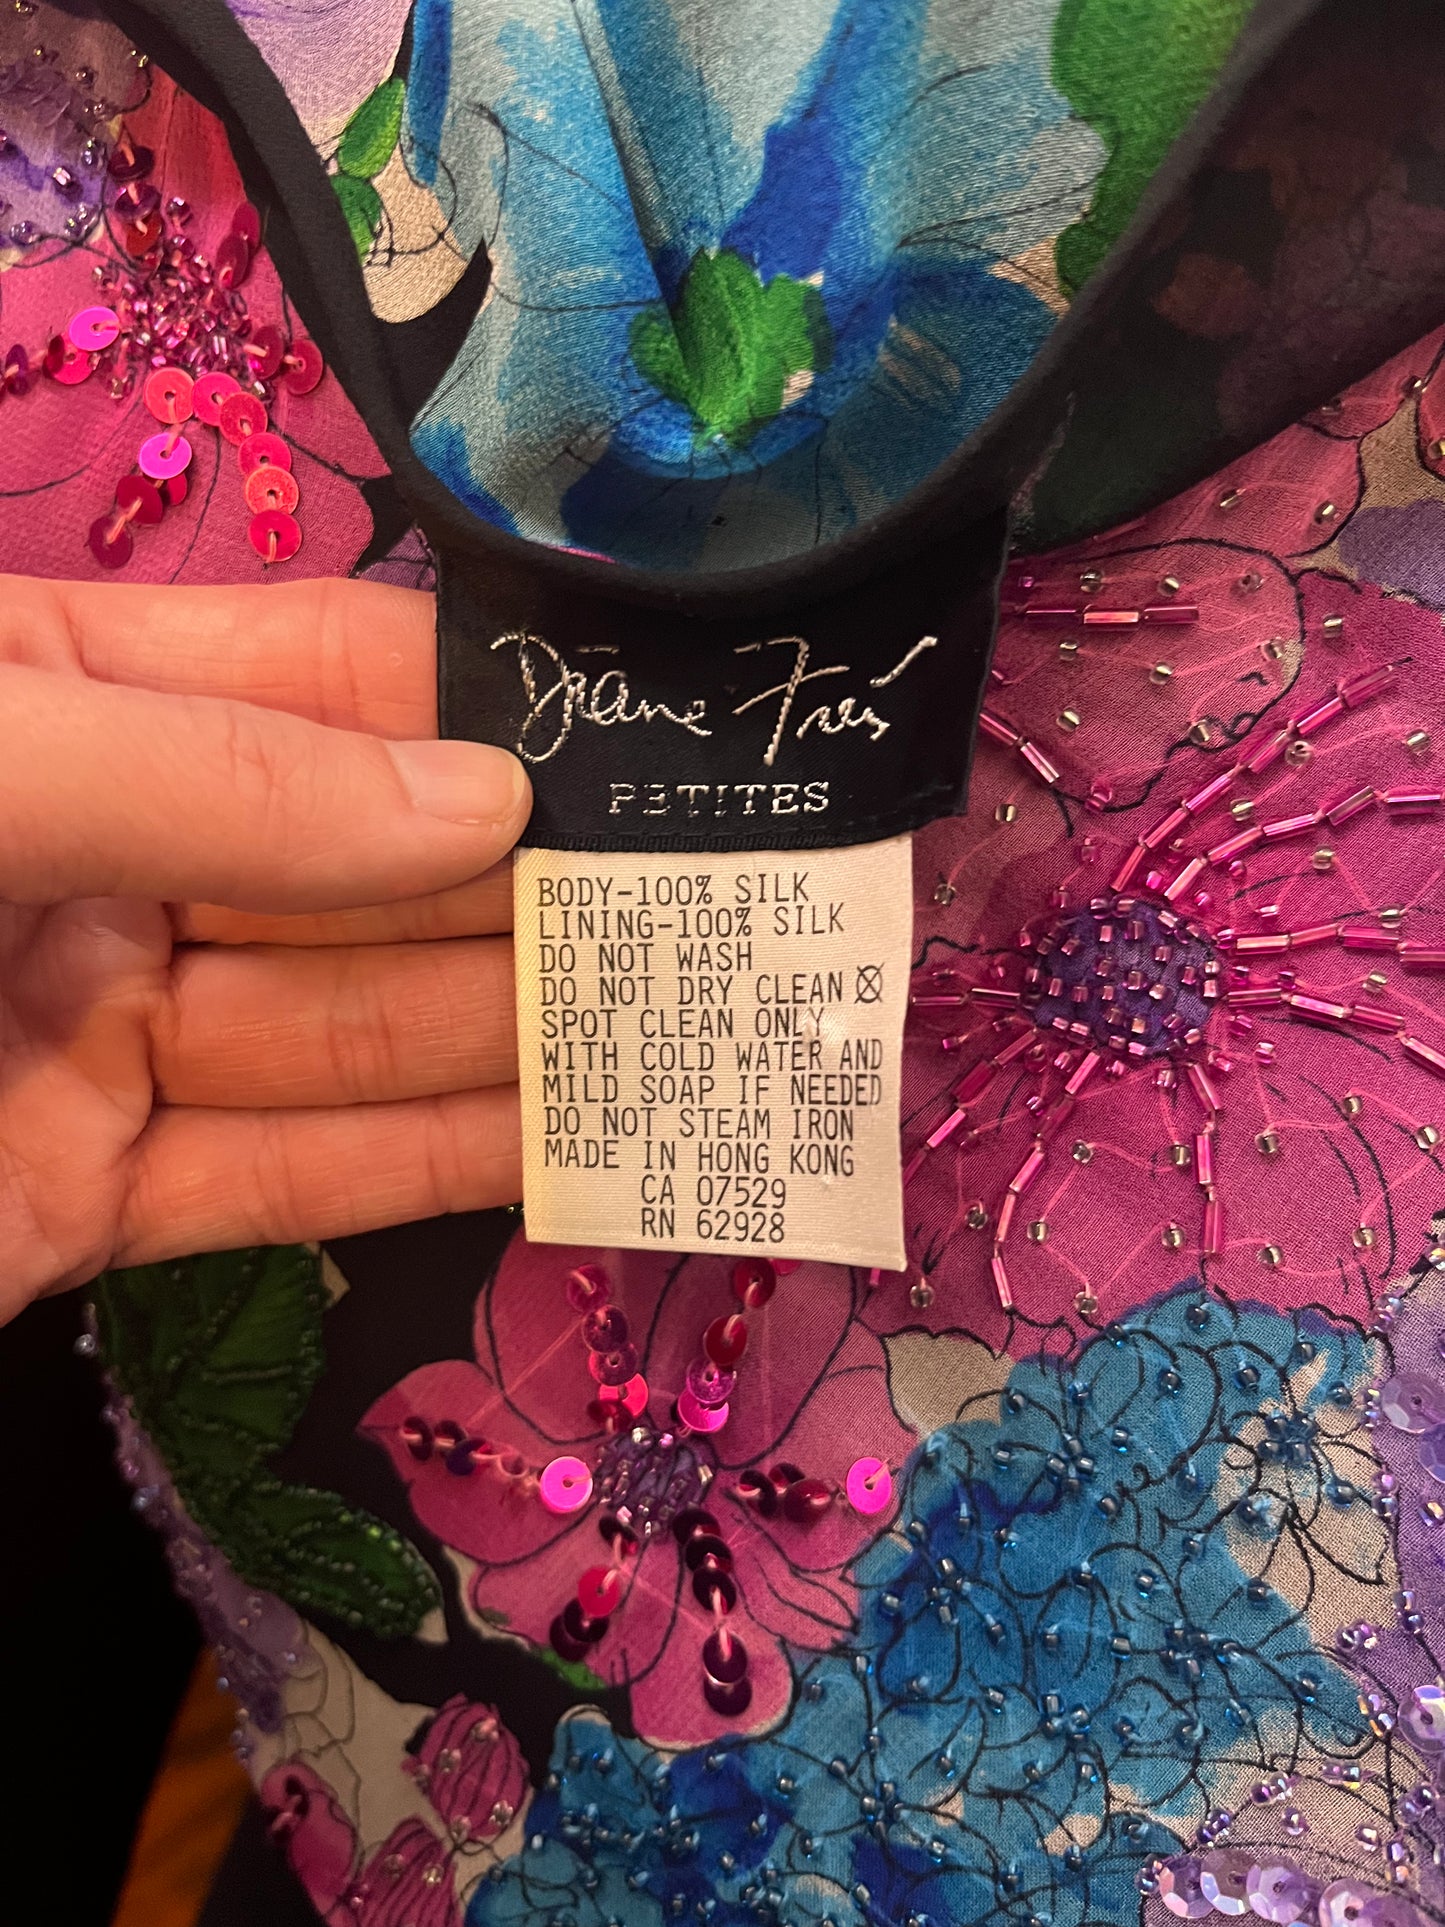 Diane Freis
PETITES
BODY-100% SILK
LINING-100% SILK
DO NOT WASH
DO NOT DRY CLEAN
SPOT CLEAN ONLY
WITH COLD WATER AND
MILD SOAP IF NEEDED
DO NOT STEAM IRON
MADE IN HONG KONG
CA 07529
RN 62928